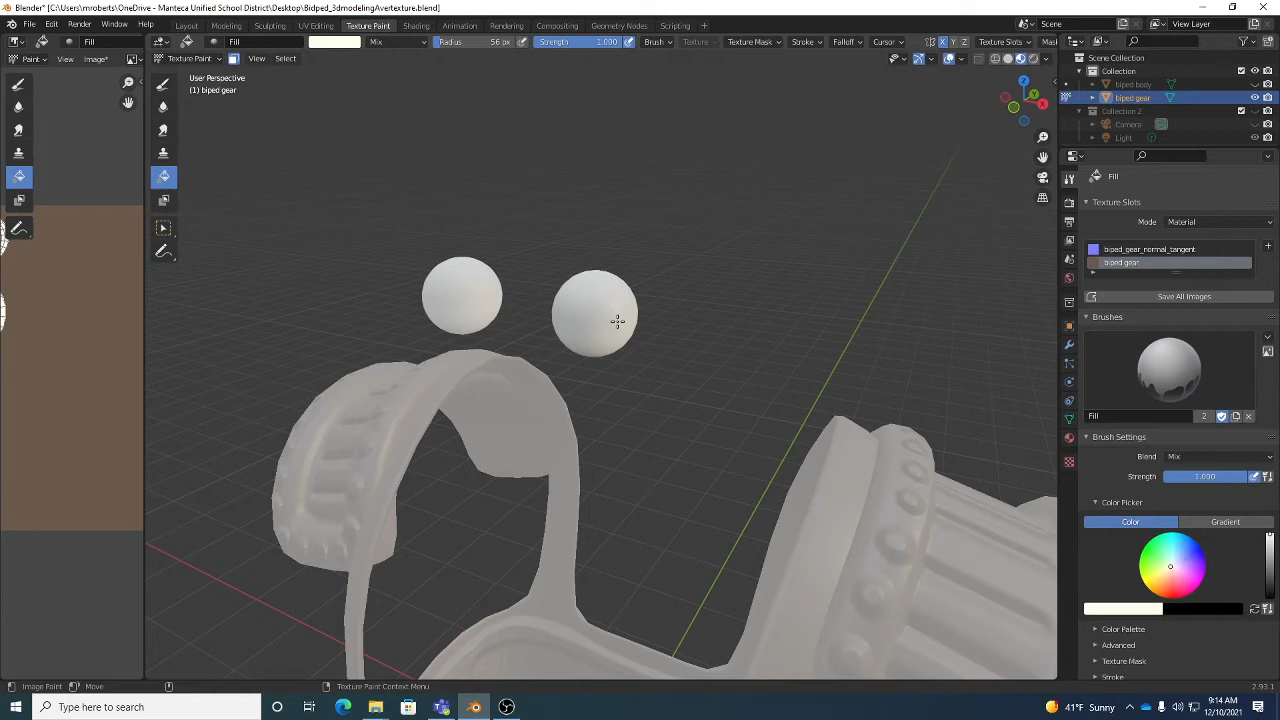 Blender* [C:\Users\mroberts\OneDrive - Manteca Unified School District\Desktop\Bidped_3dmodelingAvetexture.blend]
File Edit Render Window Help Layout Modeling Sculpting UV Editing Texture Paint Shading Animation Rendering Compositing Geometry Nodes Scripting + Scene View Layer
Fill Fill Mix Radius 56 px Strength 1.000 Brush Texture Texture Mask Stroke Falloff Cursor X Y Z Texture Slots Mas
Paint View Image* Texture Paint View Select
User Perspective
(1) biped gear
Z
Y
X
Scene Collection
Collection
biped body
biped gear
Collection 2
Camera
Light
Fill
Texture Slots
Mode Material
biped_gear_normal_tangent
biped gear
Save All Images
Brushes
Fill 2
Brush Settings
Blend Mix
Strength 1.000
Color Picker
Color Gradient
Color Palette
Advanced
Texture Mask
Stroke
Image Paint Move Texture Paint Context Menu 2.93.1
Type here to search 41°F Sunny 9:14 AM
12/10/2021